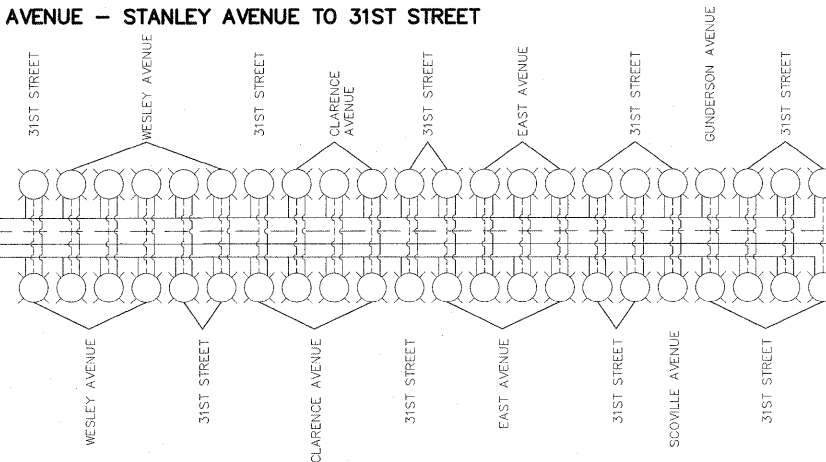 AVENUE – STANLEY AVENUE TO 31ST STREET
31ST STREET
WESLEY AVENUE
31ST STREET
CLARENCE
AVENUE
31ST STREET
EAST AVENUE
31ST STREET
GUNDERSON AVENUE
31ST STREET
WESLEY AVENUE
31ST STREET
CLARENCE AVENUE
31ST STREET
EAST AVENUE
31ST STREET
SCOVILLE AVENUE
31ST STREET